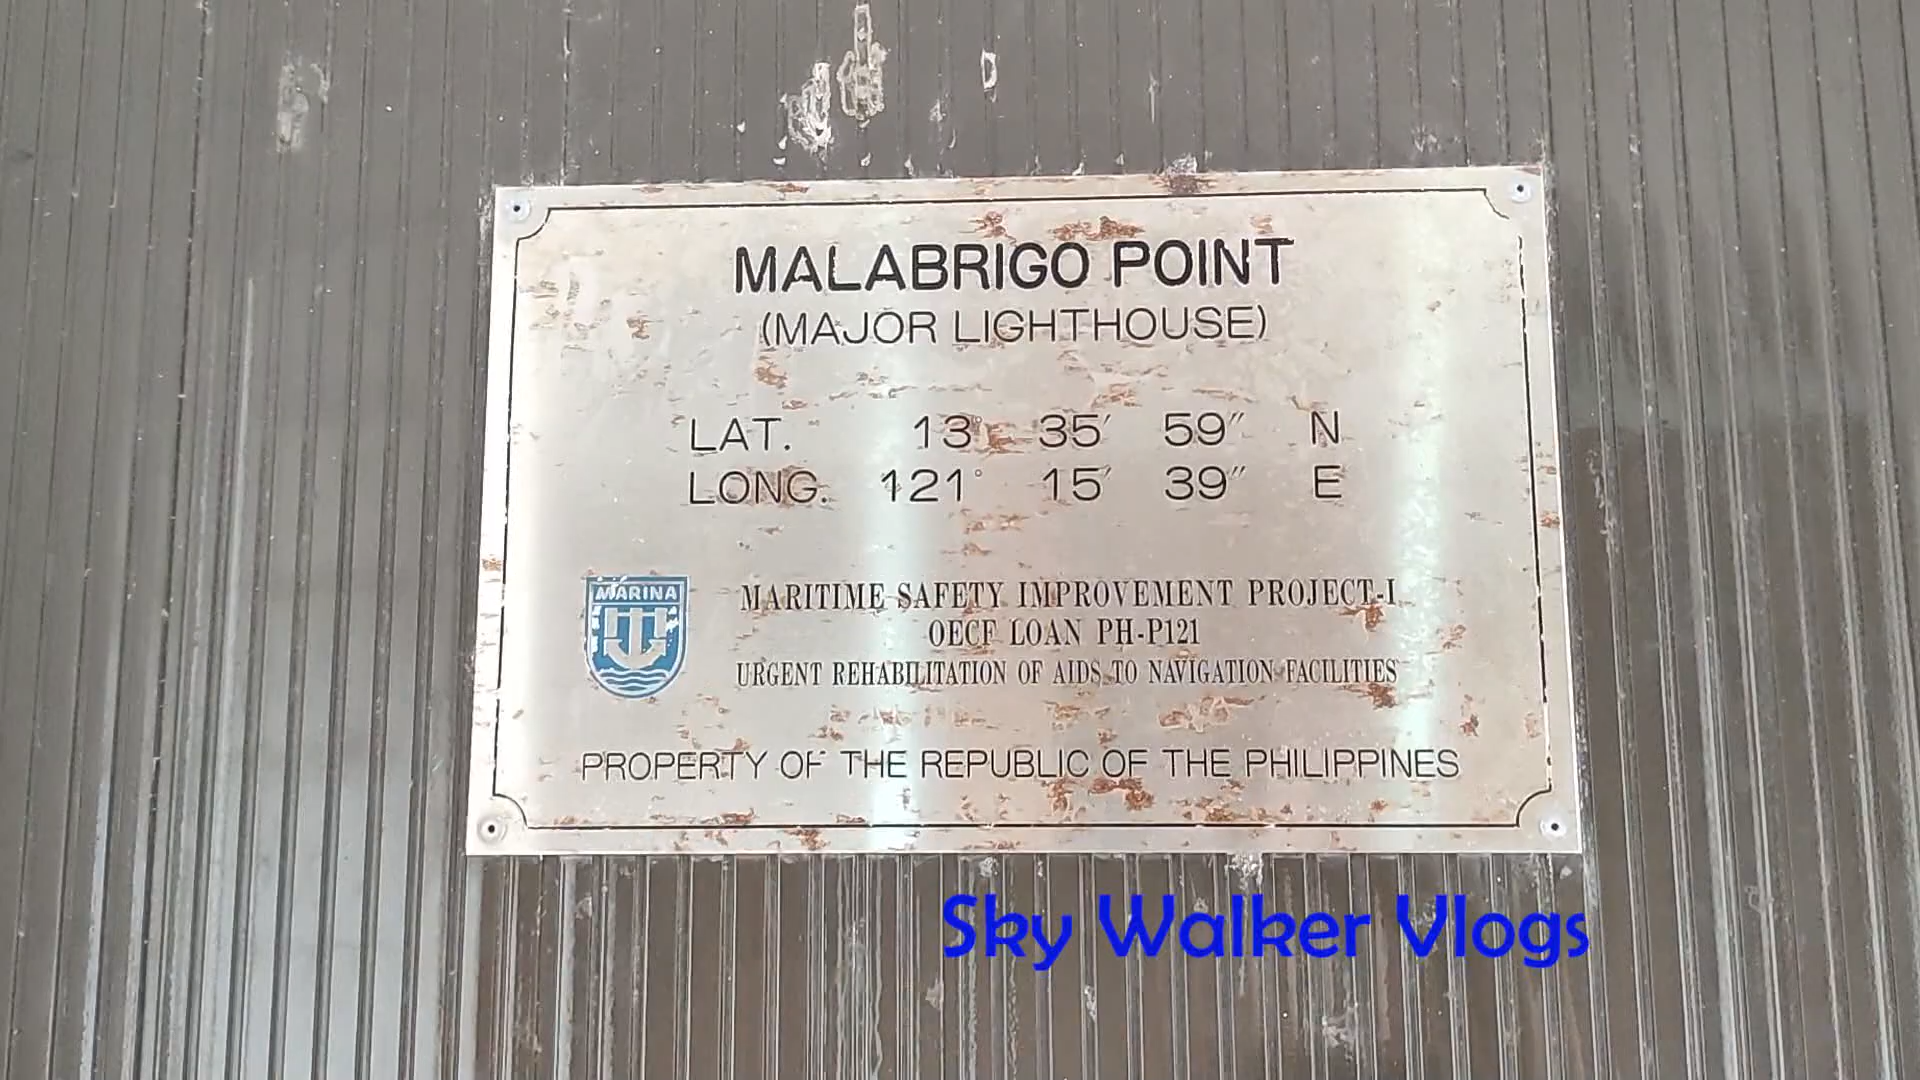 MALABRIGO POINT
(MAJOR LIGHTHOUSE)
LAT. 13° 35′ 59″ N
LONG. 121° 15′ 39″ E
MARINA
MARITIME SAFETY IMPROVEMENT PROJECT-I
OECF LOAN PH-P121
URGENT REHABILITATION OF AIDS TO NAVIGATION FACILITIES
PROPERTY OF THE REPUBLIC OF THE PHILIPPINES
Sky Walker Vlogs